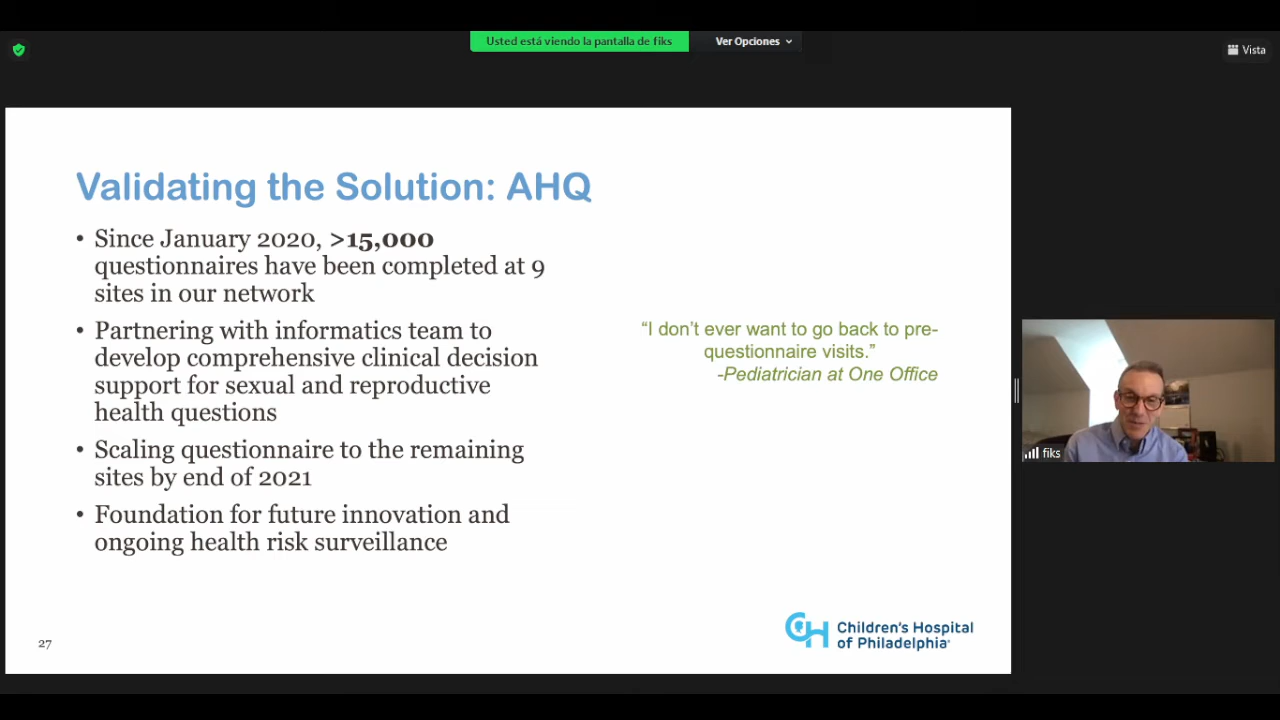 Usted está viendo la pantalla de fiks
Ver Opciones
Vista
Validating the Solution: AHQ
• Since January 2020, >15,000
questionnaires have been completed at 9
sites in our network
• Partnering with informatics team to
develop comprehensive clinical decision
support for sexual and reproductive
health questions
• Scaling questionnaire to the remaining
sites by end of 2021
• Foundation for future innovation and
ongoing health risk surveillance
“I don’t ever want to go back to pre-
questionnaire visits.”
-Pediatrician at One Office
fiks
27
CH
Children's Hospital
of Philadelphia